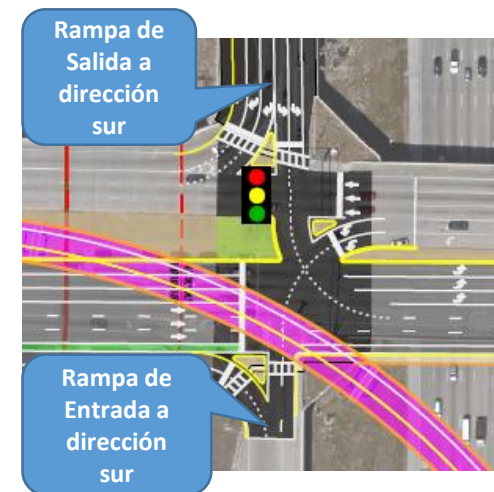 Rampa de
Salida a
dirección
sur
Rampa de
Entrada a
dirección
sur